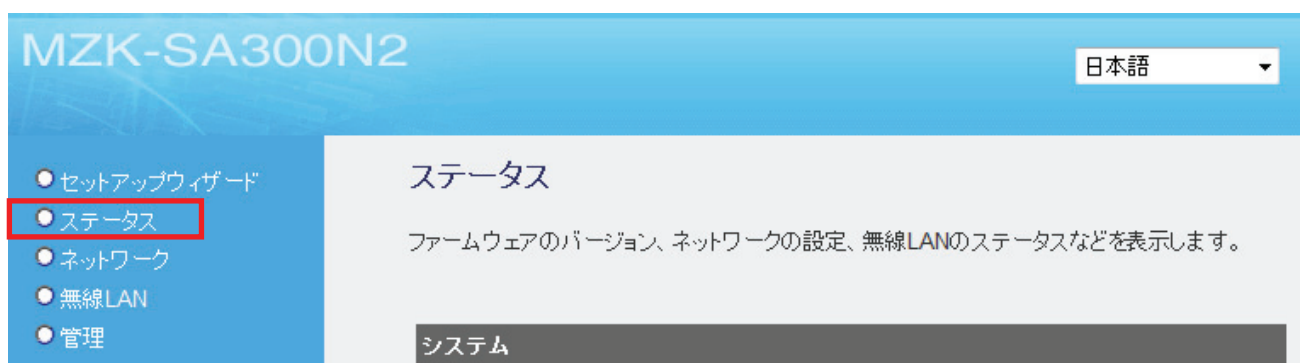 MZK-SA300N2
日本語
セットアップウィザード
ステータス
ネットワーク
無線LAN
管理
ステータス
ファームウェアのバージョン、ネットワークの設定、無線LANのステータスなどを表示します。
システム